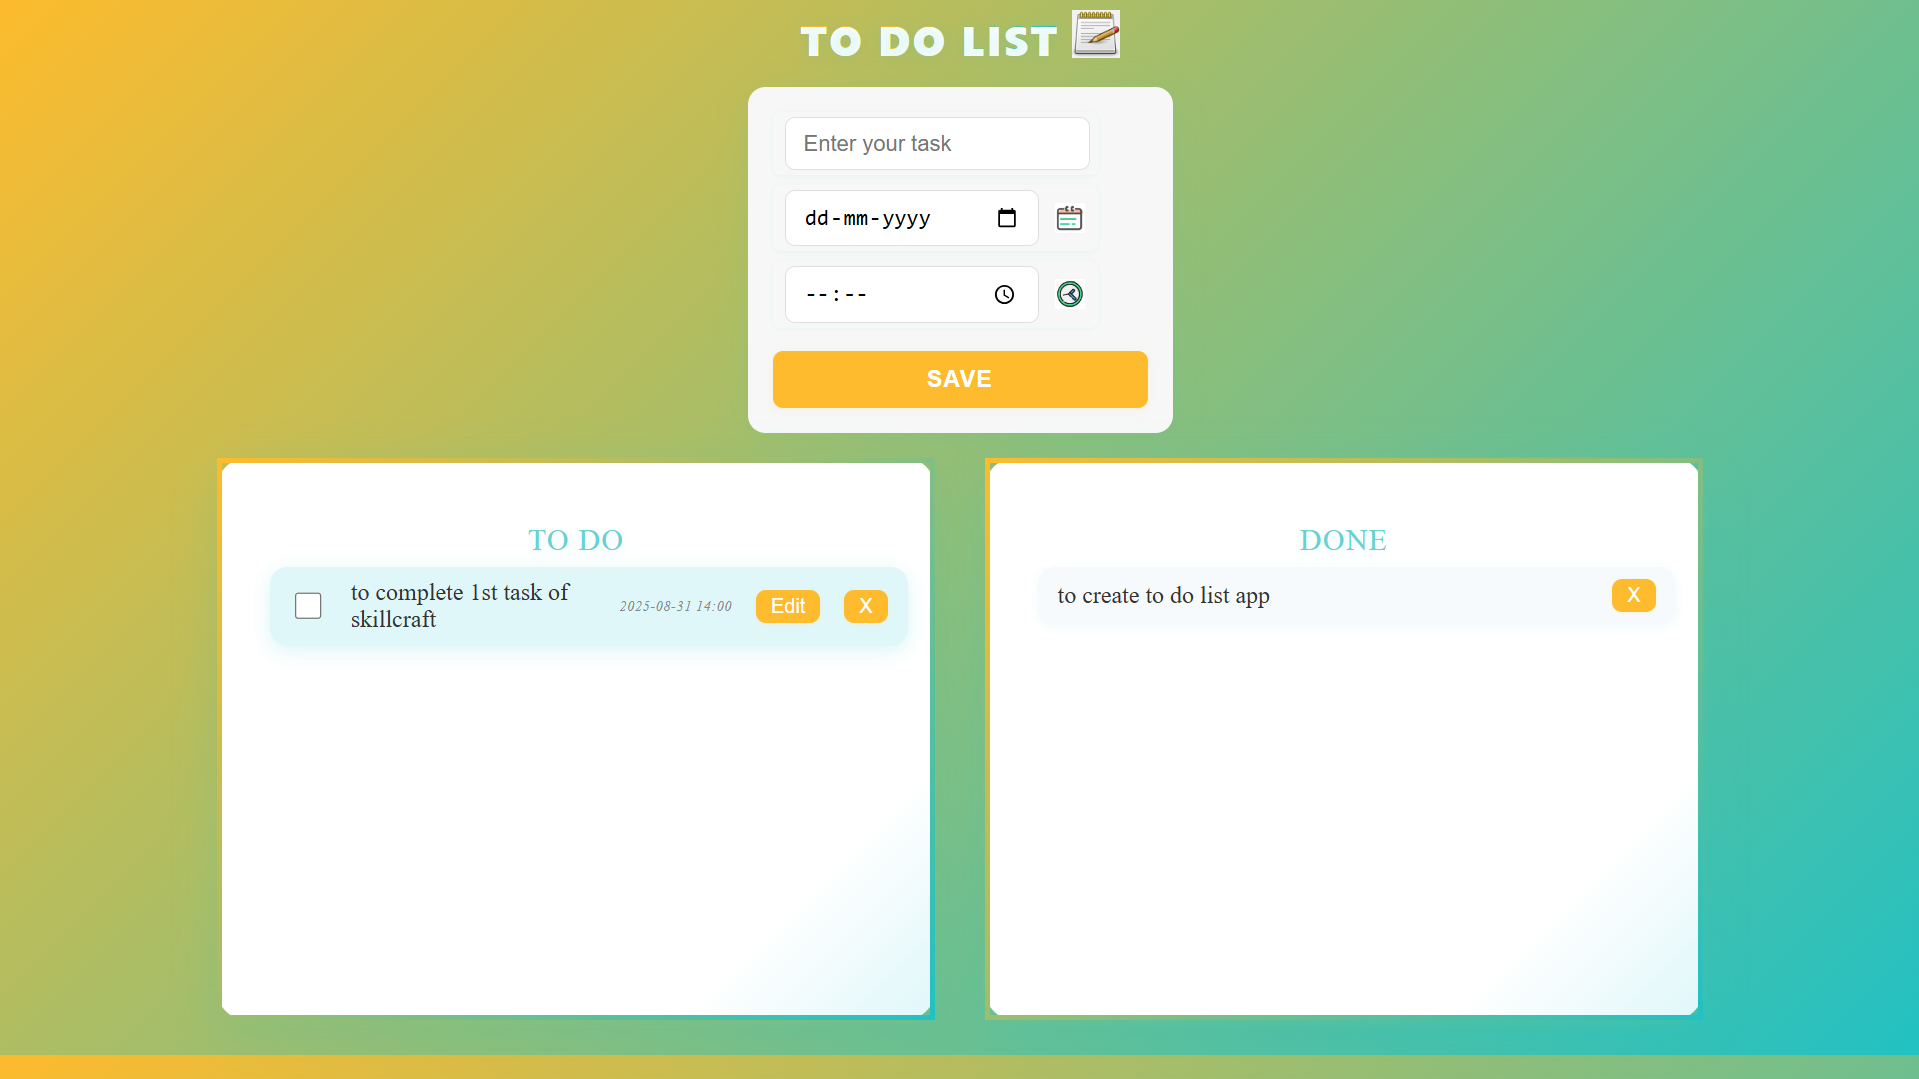 TO DO LIST
Enter your task
dd-mm-yyyy
--:--
SAVE
TO DO
to complete 1st task of
skillcraft
2025-08-31 14:00
Edit
X
DONE
to create to do list app
X